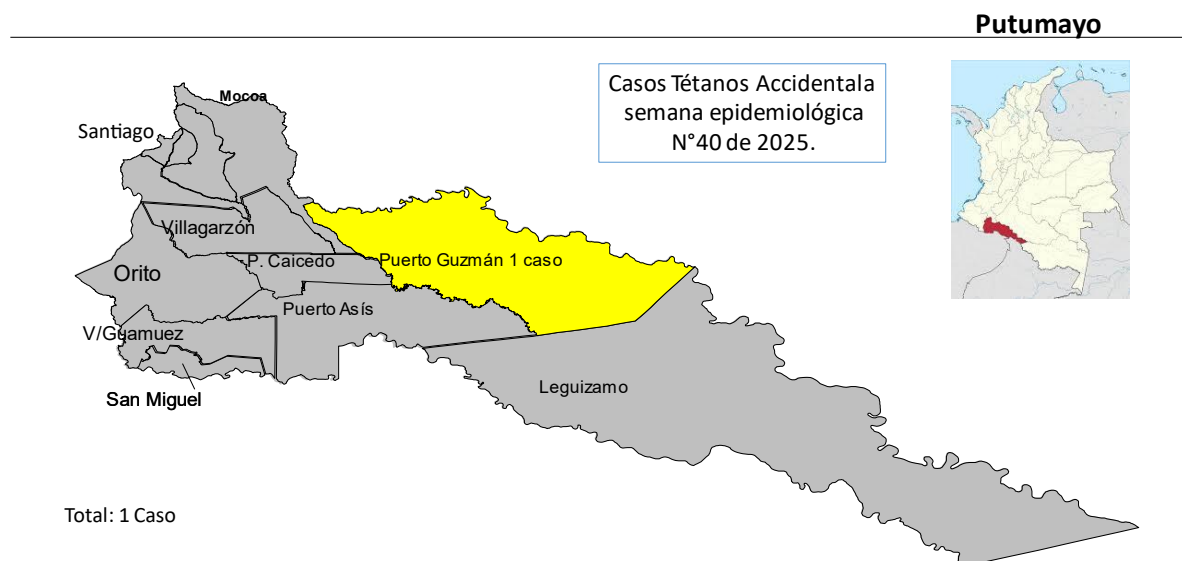 Putumayo
Casos Tétanos Accidentala
semana epidemiológica
N°40 de 2025.
Mocoa
Santiago
Villagarzón
P. Caicedo
Puerto Guzmán 1 caso
Orito
Puerto Asís
V/Guamuez
Leguizamo
San Miguel
Total: 1 Caso